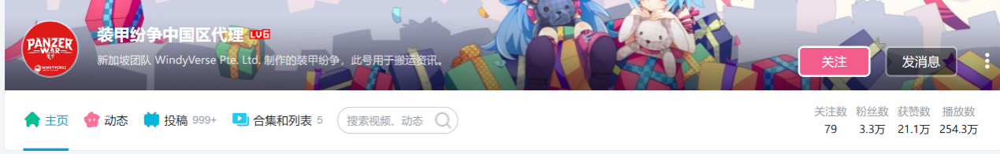 PANZER
WAR
WINDYVERSE
装甲纷争中国区代理 LV6
新加坡团队 WindyVerse Pte. Ltd. 制作的装甲纷争，此号用于搬运资讯。
关注 发消息
主页 动态 投稿 999+ 合集和列表 5 搜索视频、动态
关注数 粉丝数 获赞数 播放数
79 3.3万 21.1万 254.3万